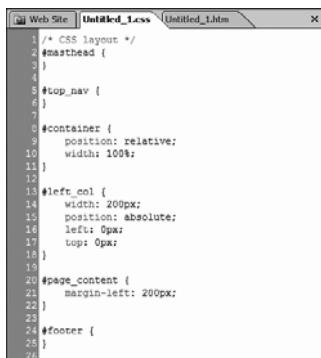 Web Site Untitled_1.css Untitled_1.htm ×
1 /* CSS layout */
2 #masthead {
3 }
4
5 #top_nav {
6 }
7
8 #container {
9 position: relative;
10 width: 100%;
11 }
12
13 #left_col {
14 width: 200px;
15 position: absolute;
16 left: 0px;
17 top: 0px;
18 }
19
20 #page_content {
21 margin-left: 200px;
22 }
23
24 #footer {
25 }
26